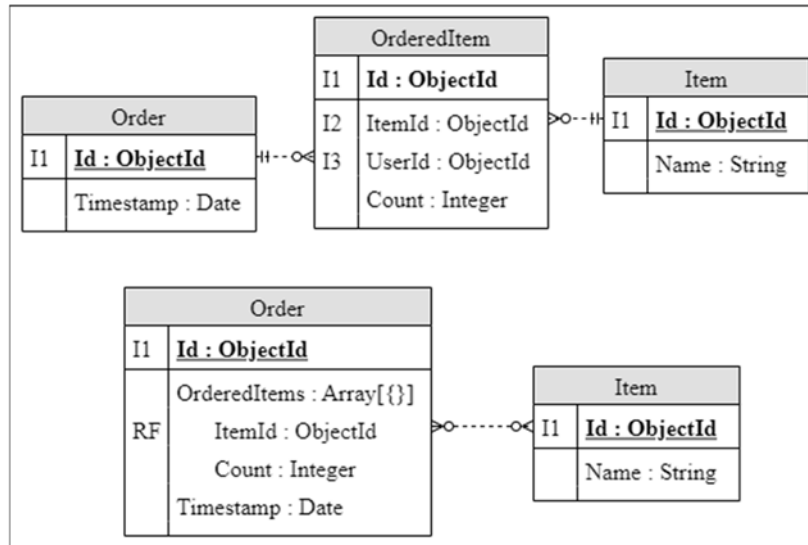 OrderedItem
I1 Id : ObjectId
I2 ItemId : ObjectId
I3 UserId : ObjectId
Count : Integer
Order
I1 Id : ObjectId
Timestamp : Date
Item
I1 Id : ObjectId
Name : String
Order
I1 Id : ObjectId
OrderedItems : Array[{}]
RF ItemId : ObjectId
Count : Integer
Timestamp : Date
Item
I1 Id : ObjectId
Name : String